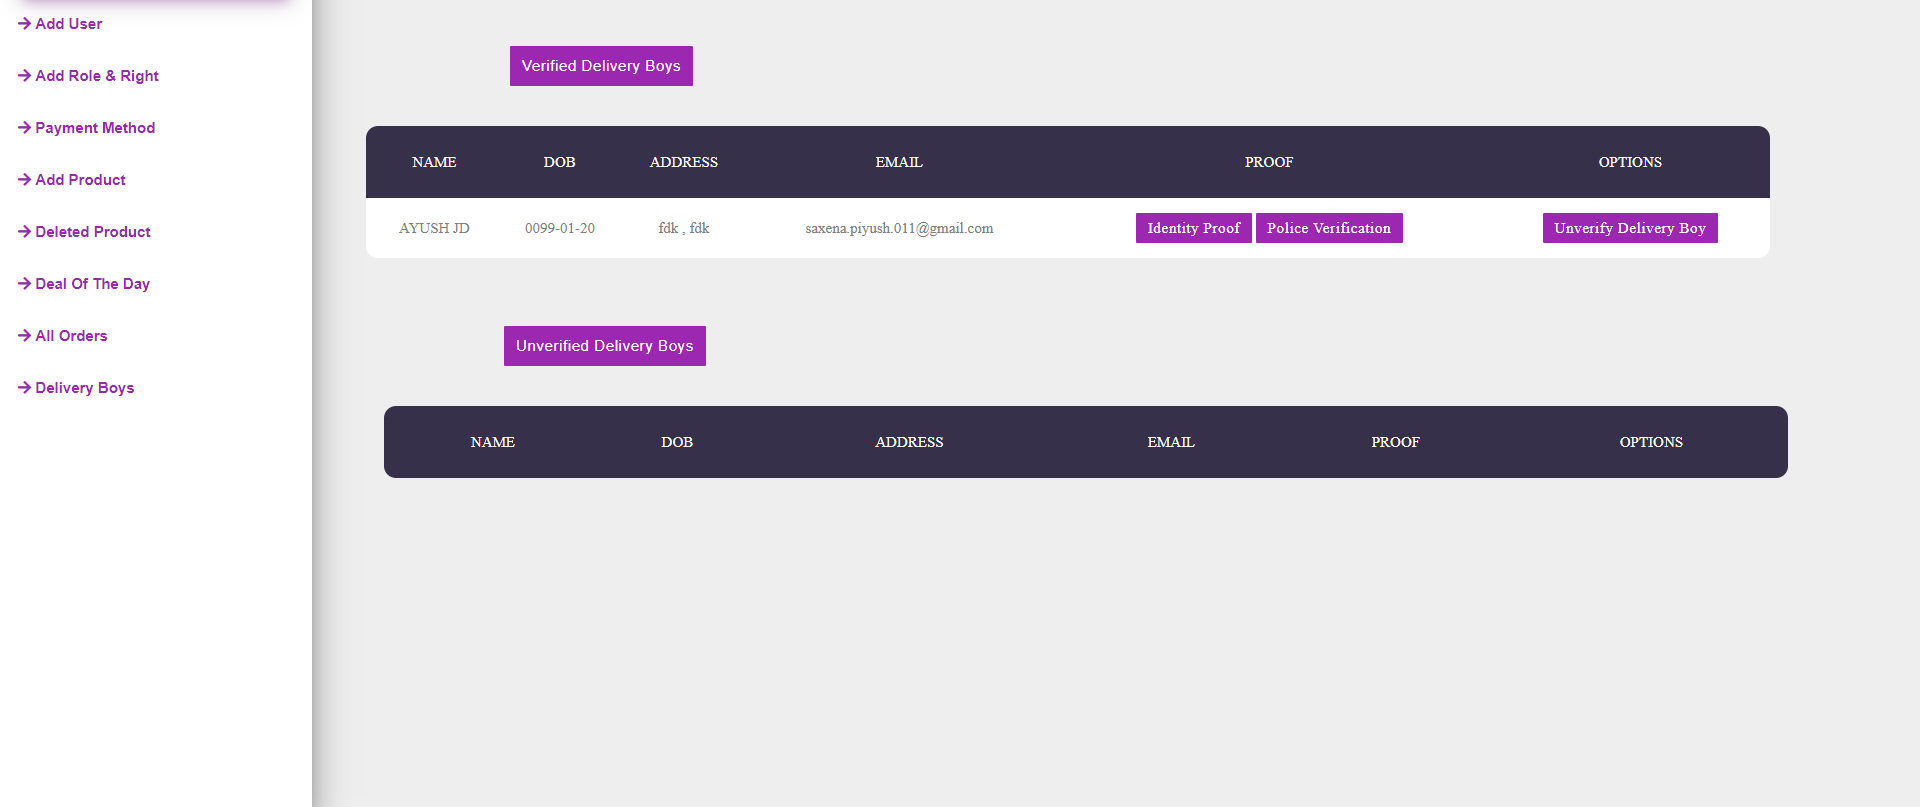 Add User
Add Role & Right
Payment Method
Add Product
Deleted Product
Deal Of The Day
All Orders
Delivery Boys
Verified Delivery Boys
NAME DOB ADDRESS EMAIL PROOF OPTIONS
AYUSH JD 0099-01-20 fdk , fdk saxena.piyush.011@gmail.com Identity Proof Police Verification Unverify Delivery Boy
Unverified Delivery Boys
NAME DOB ADDRESS EMAIL PROOF OPTIONS